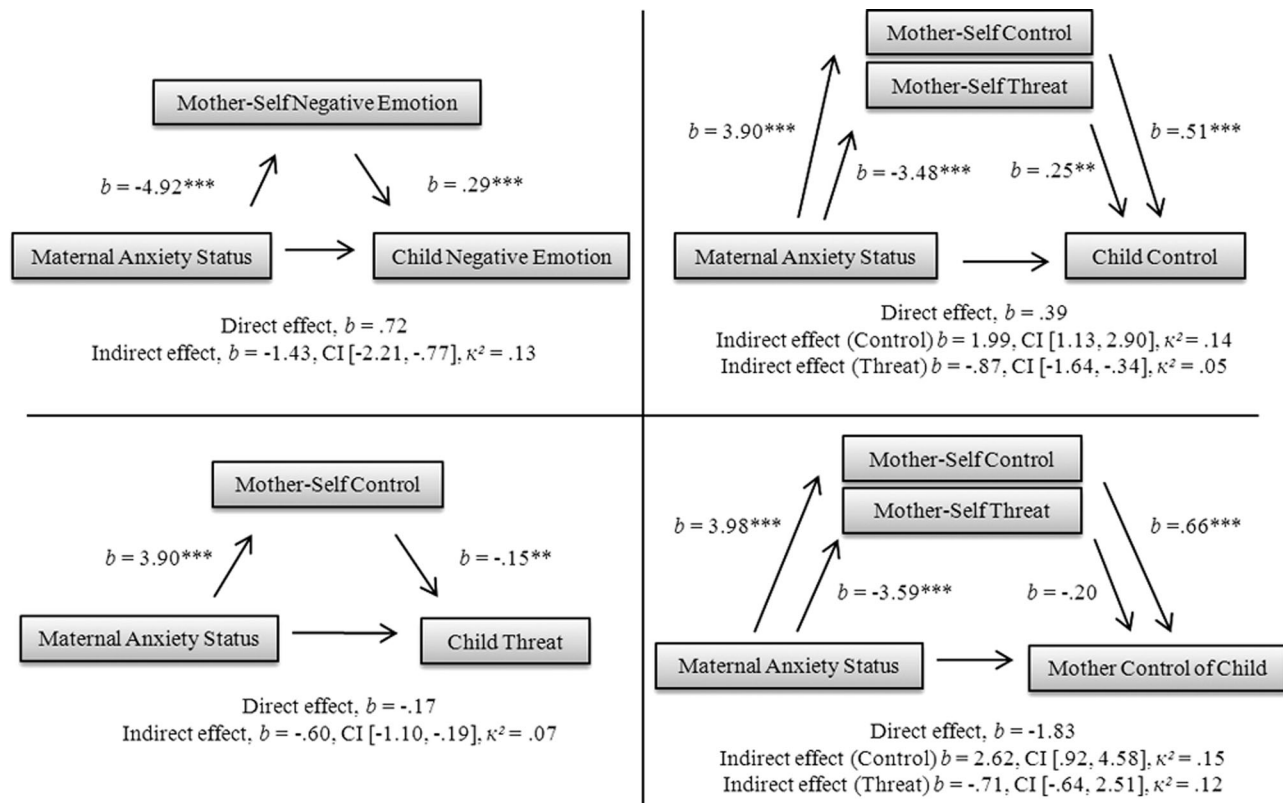 Mother-Self Negative Emotion
b = -4.92***
b = .29***
Maternal Anxiety Status
Child Negative Emotion
Direct effect, b = .72
Indirect effect, b = -1.43, CI [-2.21, -.77], κ² = .13
Mother-Self Control
Mother-Self Threat
b = 3.90***
b =.51***
b = -3.48***
b = .25**
Maternal Anxiety Status
Child Control
Direct effect, b = .39
Indirect effect (Control) b = 1.99, CI [1.13, 2.90], κ² = .14
Indirect effect (Threat) b = -.87, CI [-1.64, -.34], κ² = .05
Mother-Self Control
b = 3.90***
b = -.15**
Maternal Anxiety Status
Child Threat
Direct effect, b = -.17
Indirect effect, b = -.60, CI [-1.10, -.19], κ² = .07
Mother-Self Control
Mother-Self Threat
b = 3.98***
b =.66***
b = -3.59***
b = -.20
Maternal Anxiety Status
Mother Control of Child
Direct effect, b = -1.83
Indirect effect (Control) b = 2.62, CI [.92, 4.58], κ² = .15
Indirect effect (Threat) b = -.71, CI [-.64, 2.51], κ² = .12